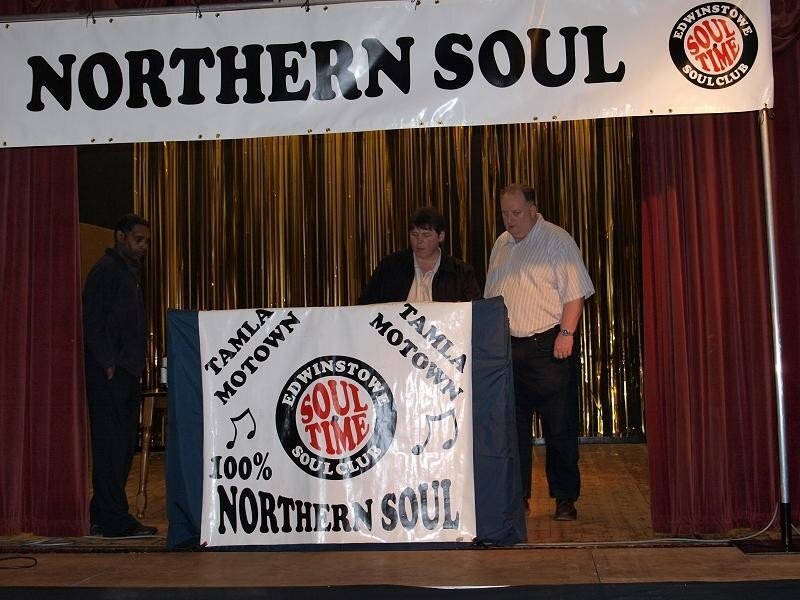 NORTHERN SOUL
EDWINSTOWE
SOUL
TIME
SOUL CLUB
TAMLA
MOTOWN
TAMLA
MOTOWN
EDWINSTOWE
SOUL
TIME
SOUL CLUB
100%
NORTHERN SOUL